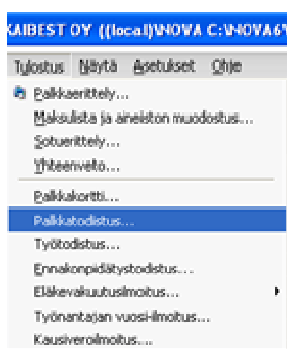 KAIBEST OY ((local)\NOVA C:\NOVA6
Tulostus Näytä Asetukset Ohje
Palkkaerittely...
Maksulista ja aineiston muodostus...
Sotuerittely...
Yhteenveto...
Palkkakortti...
Palkkatodistus...
Työtodistus...
Ennakonpidätystodistus...
Eläkevakuutusilmoitus...
Työnantajan vuosi-ilmoitus...
Kausiveroilmoitus...